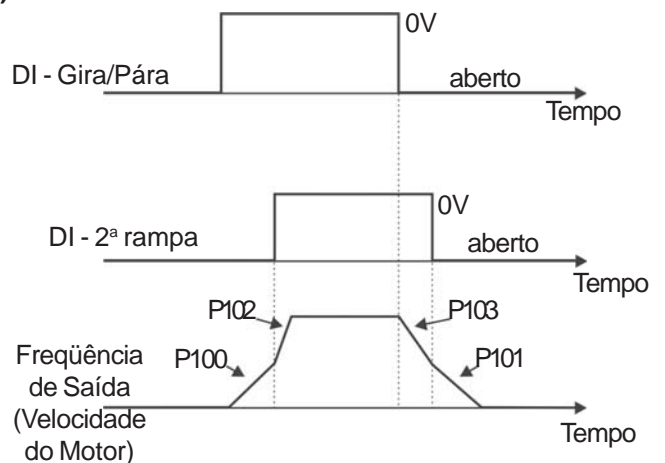 )
0V
DI - Gira/Pára
aberto
Tempo
0V
DI - 2ª rampa
aberto
Tempo
P102
P103
P100
P101
Freqüência
de Saída
(Velocidade
do Motor)
Tempo